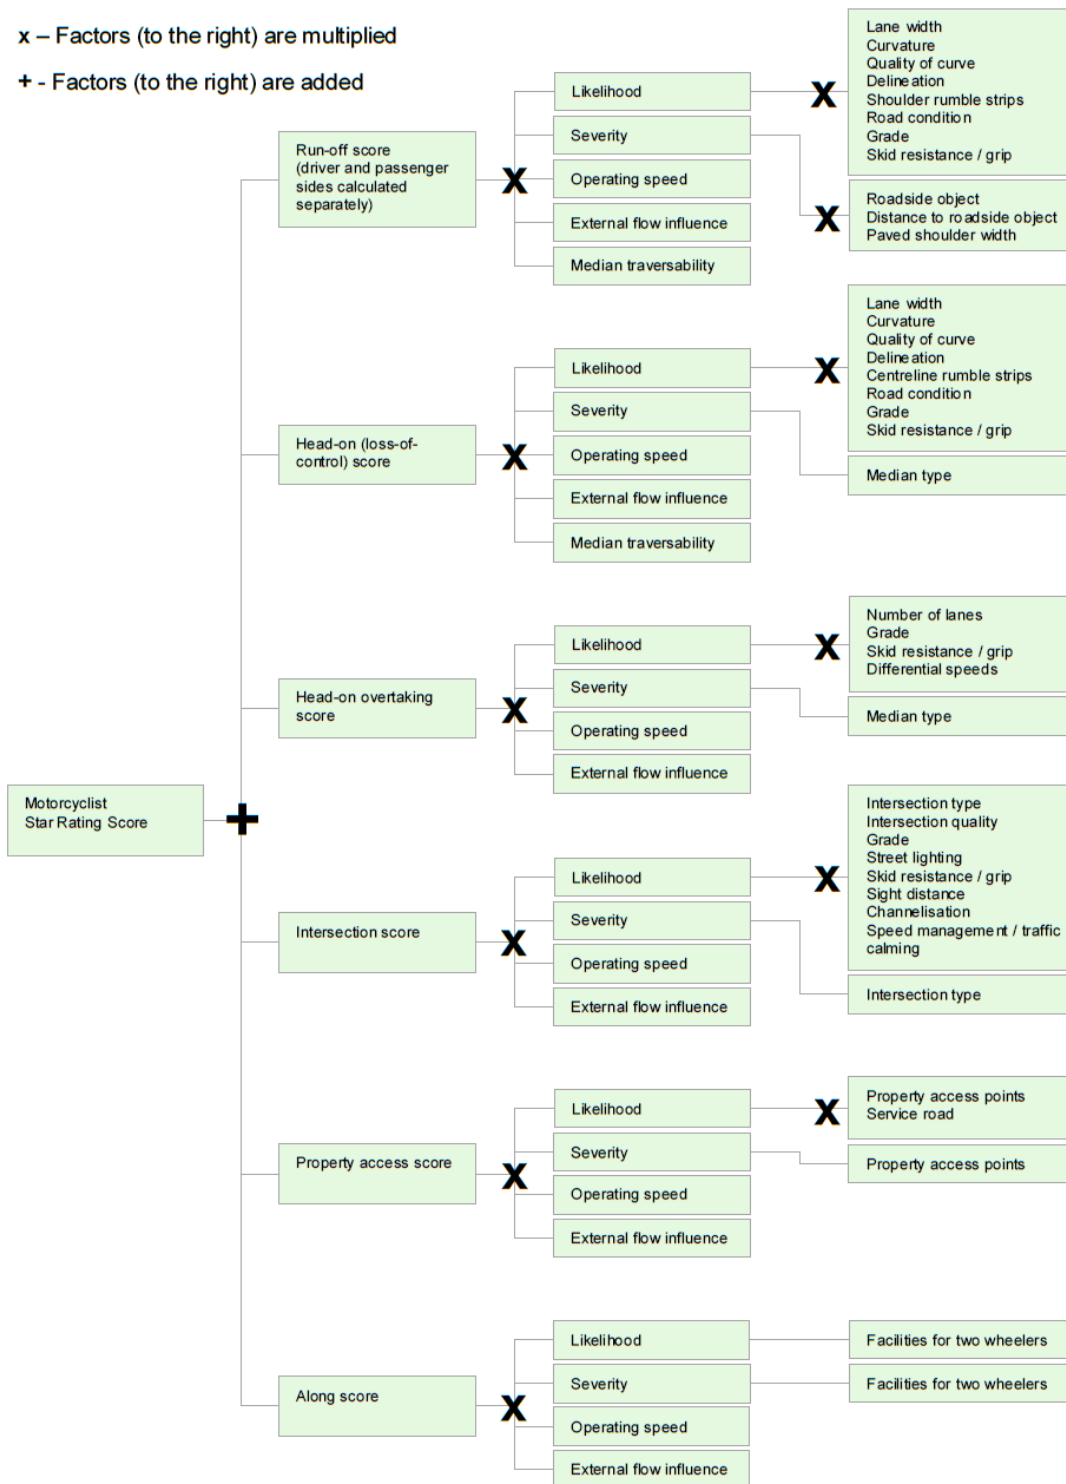 x – Factors (to the right) are multiplied
+ - Factors (to the right) are added
Motorcyclist
Star Rating Score
+
Run-off score
(driver and passenger
sides calculated
separately)
x
Likelihood
x
Lane width
Curvature
Quality of curve
Delineation
Shoulder rumble strips
Road condition
Grade
Skid resistance / grip
Severity
x
Roadside object
Distance to roadside object
Paved shoulder width
Operating speed
External flow influence
Median traversability
Head-on (loss-of-
control) score
x
Likelihood
x
Lane width
Curvature
Quality of curve
Delineation
Centreline rumble strips
Road condition
Grade
Skid resistance / grip
Severity
Median type
Operating speed
External flow influence
Median traversability
Head-on overtaking
score
x
Likelihood
x
Number of lanes
Grade
Skid resistance / grip
Differential speeds
Severity
Median type
Operating speed
External flow influence
Intersection score
x
Likelihood
x
Intersection type
Intersection quality
Grade
Street lighting
Skid resistance / grip
Sight distance
Channelisation
Speed management / traffic
calming
Severity
Intersection type
Operating speed
External flow influence
Property access score
x
Likelihood
x
Property access points
Service road
Severity
Property access points
Operating speed
External flow influence
Along score
x
Likelihood
Facilities for two wheelers
Severity
Facilities for two wheelers
Operating speed
External flow influence